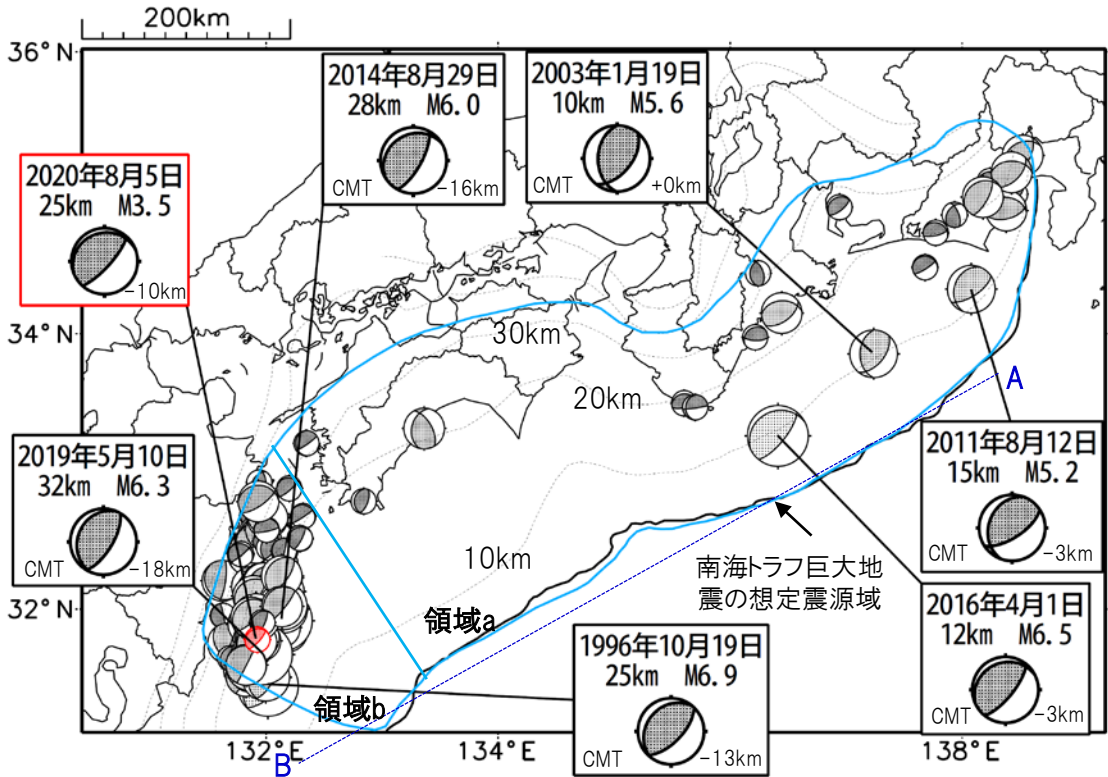 200km
36°N
2014年8月29日
28km M6.0
CMT
-16km
2003年1月19日
10km M5.6
CMT
+0km
2020年8月5日
25km M3.5
-10km
34°N
30km
20km
A
2019年5月10日
32km M6.3
CMT
-18km
2011年8月12日
15km M5.2
CMT
-3km
10km
南海トラフ巨大地
震の想定震源域
32°N
領域a
2016年4月1日
12km M6.5
CMT
-3km
1996年10月19日
25km M6.9
CMT
-13km
領域b
132°E
134°E
138°E
B